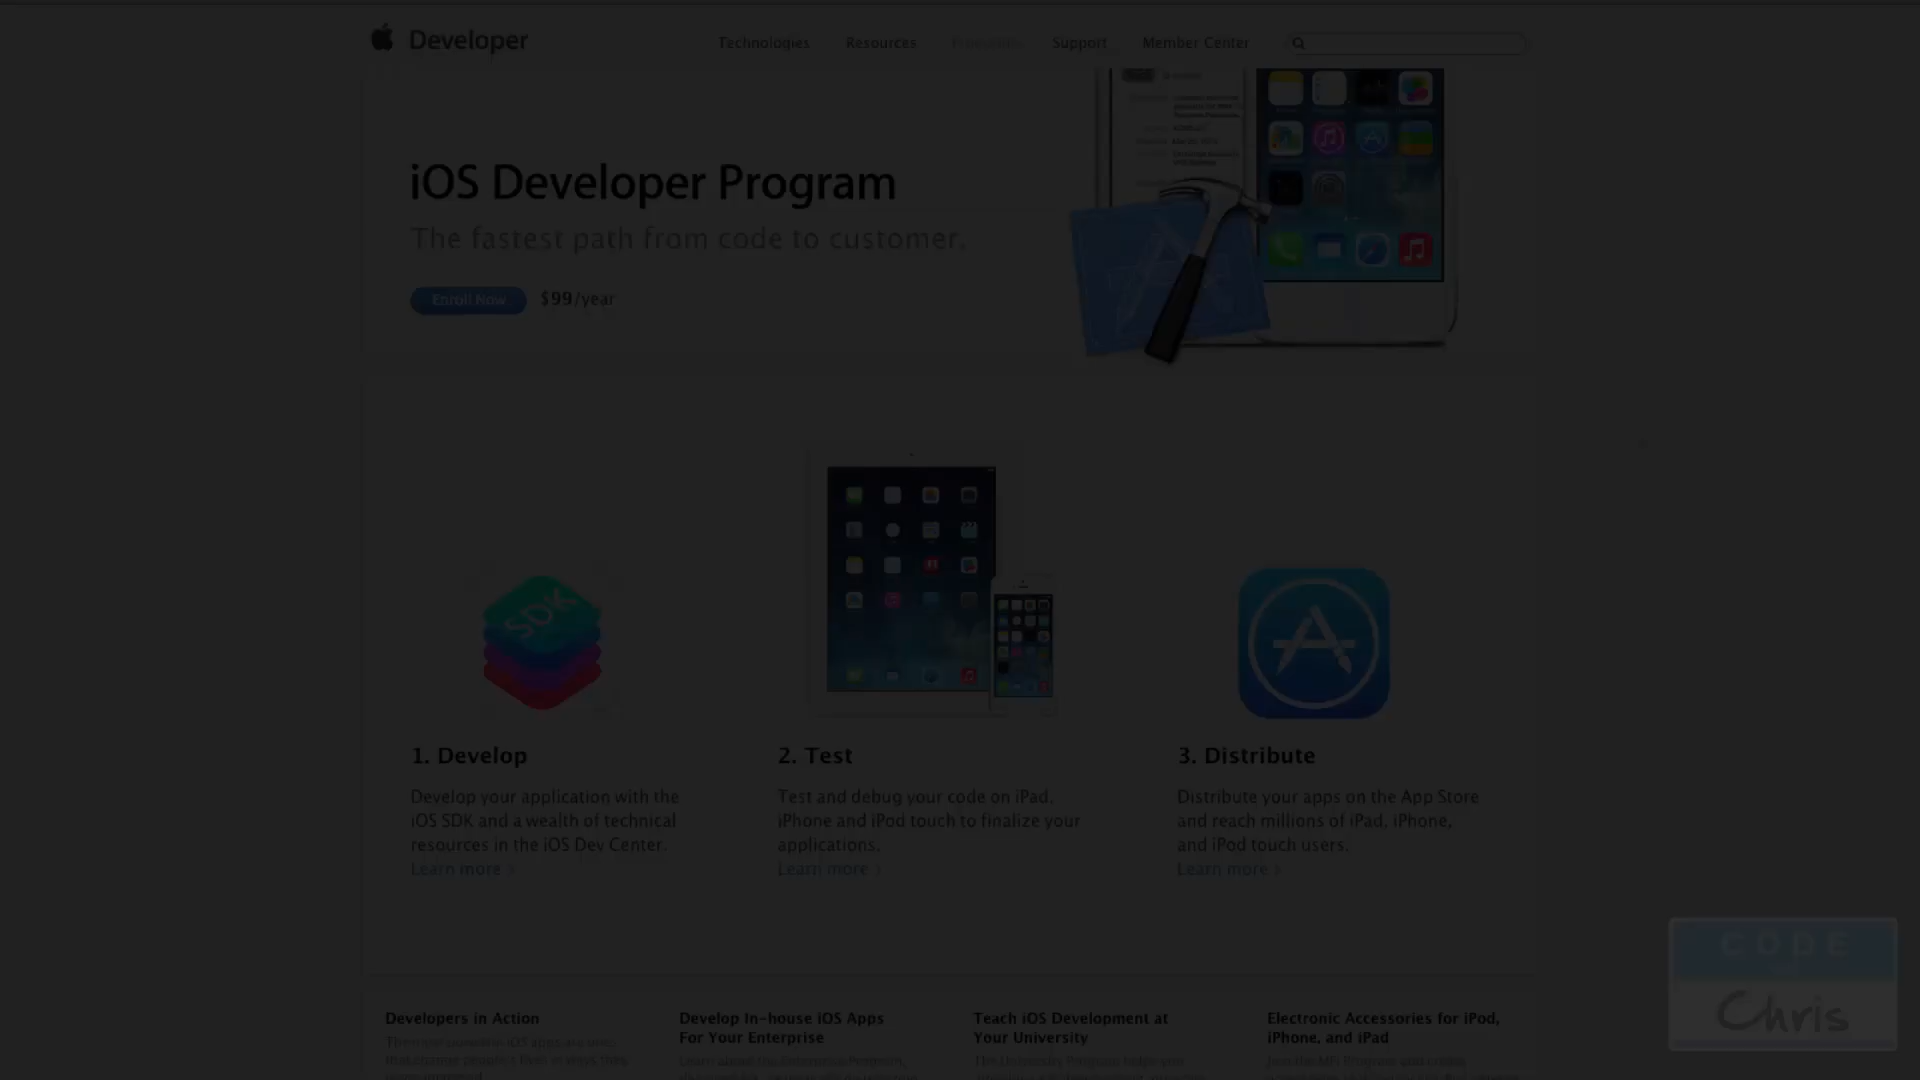 Developer
Technologies
Resources
Support
Member Center
iOS Developer Program
The fastest path from code to customer.
Enroll Now
$99/year
SDK
1. Develop
Develop your application with the
iOS SDK and a wealth of technical
resources in the iOS Dev Center.
Learn more ›
2. Test
Test and debug your code on iPad,
iPhone and iPod touch to finalize your
applications.
Learn more ›
3. Distribute
Distribute your apps on the App Store
and reach millions of iPad, iPhone,
and iPod touch users.
Learn more ›
Developers in Action
Develop In-house iOS Apps
For Your Enterprise
Teach iOS Development at
Your University
Electronic Accessories for iPod,
iPhone, and iPad
CODE
Chris